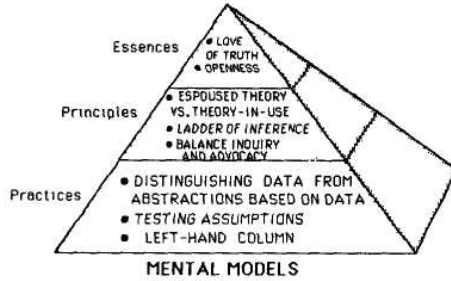 Essences
• LOVE
OF TRUTH
• OPENNESS
Principles
• ESPOUSED THEORY
VS. THEORY-IN-USE
• LADDER OF INFERENCE
• BALANCE INQUIRY
AND ADVOCACY
Practices
• DISTINGUISHING DATA FROM
ABSTRACTIONS BASED ON DATA
• TESTING ASSUMPTIONS
• LEFT-HAND COLUMN
MENTAL MODELS